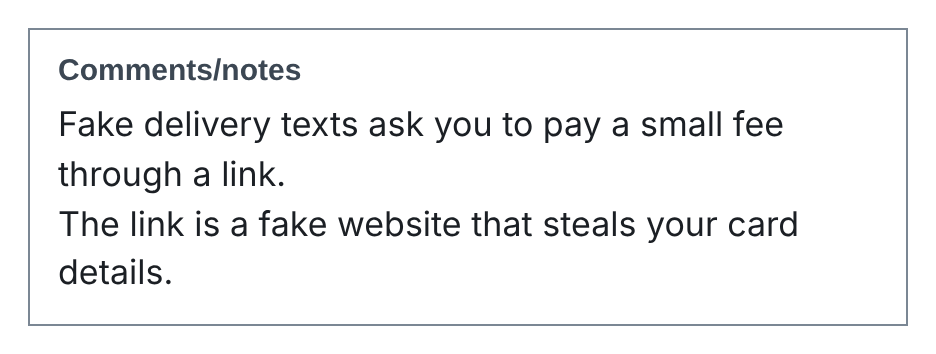 Comments/notes
Fake delivery texts ask you to pay a small fee
through a link.
The link is a fake website that steals your card
details.